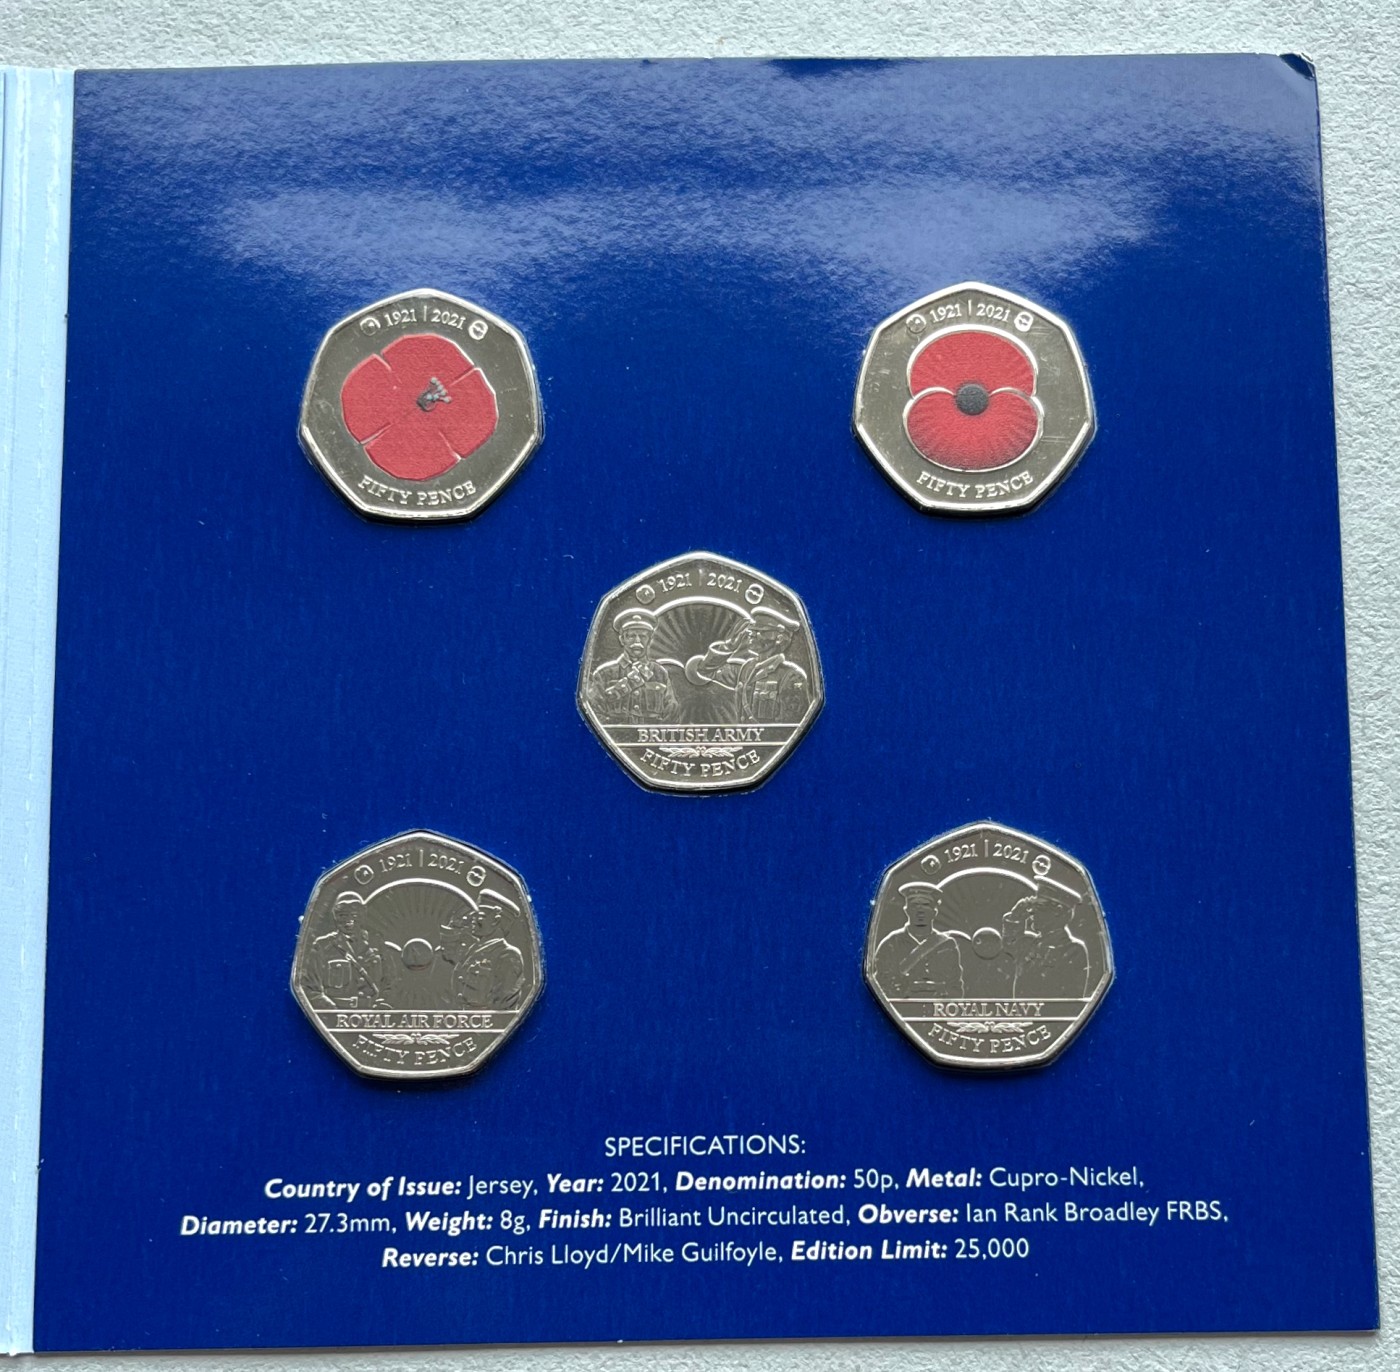 1921 | 2021
FIFTY PENCE
1921 | 2021
FIFTY PENCE
1921 | 2021
BRITISH ARMY
FIFTY PENCE
1921 | 2021
ROYAL AIR FORCE
FIFTY PENCE
1921 | 2021
ROYAL NAVY
FIFTY PENCE
SPECIFICATIONS:
Country of Issue: Jersey, Year: 2021, Denomination: 50p, Metal: Cupro-Nickel,
Diameter: 27.3mm, Weight: 8g, Finish: Brilliant Uncirculated, Obverse: Ian Rank Broadley FRBS,
Reverse: Chris Lloyd/Mike Guilfoyle, Edition Limit: 25,000